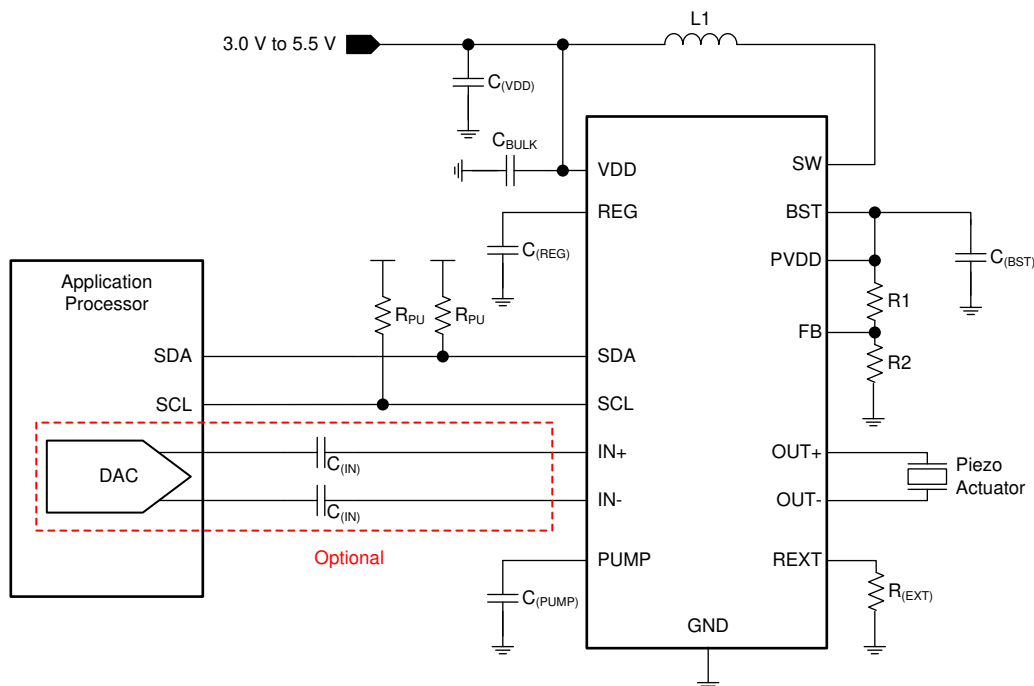 L1
3.0 V to 5.5 V
C(VDD)
CBULK
VDD
SW
REG
BST
C(REG)
PVDD
C(BST)
Application
Processor
RPU
RPU
R1
FB
SDA
SDA
R2
SCL
SCL
DAC
C(IN)
IN+
OUT+
Piezo
Actuator
C(IN)
IN-
OUT-
Optional
PUMP
REXT
C(PUMP)
R(EXT)
GND